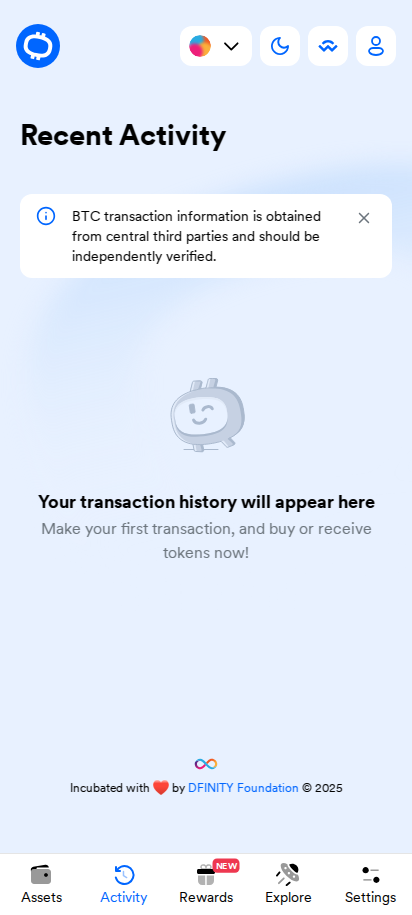 Recent Activity
BTC transaction information is obtained
from central third parties and should be
independently verified.
Your transaction history will appear here
Make your first transaction, and buy or receive
tokens now!
Incubated with ❤️ by DFINITY Foundation © 2025
NEW
Assets Activity Rewards Explore Settings